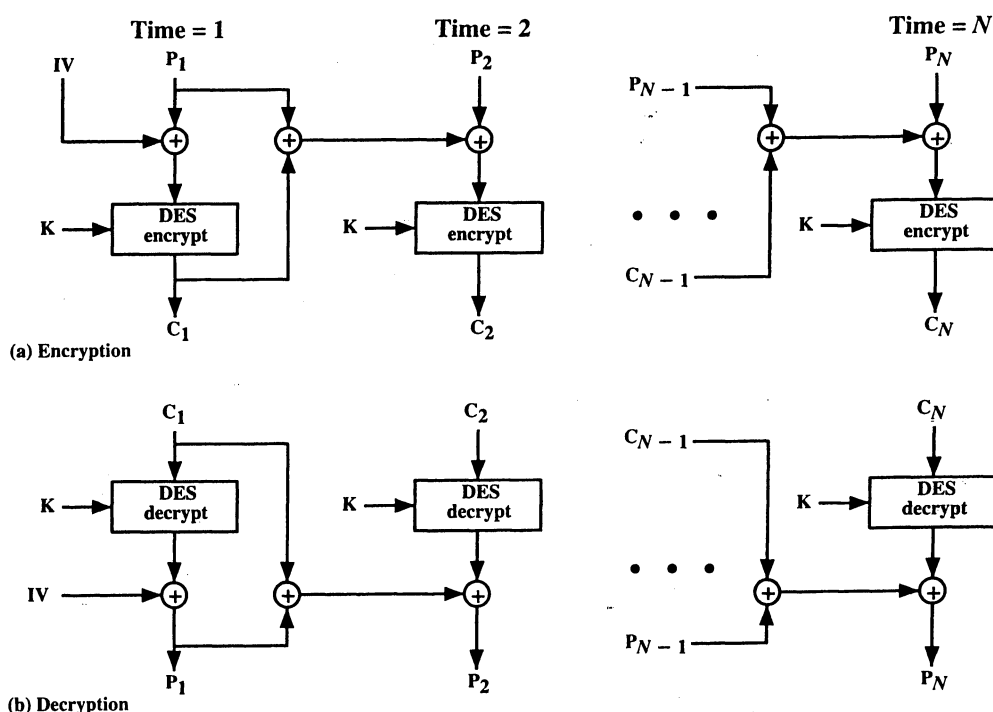 Time = 1
Time = 2
Time = N
IV
P1
P2
PN – 1
PN
K
DES
encrypt
K
DES
encrypt
K
DES
encrypt
CN – 1
C1
C2
CN
(a) Encryption
C1
C2
CN – 1
CN
K
DES
decrypt
K
DES
decrypt
K
DES
decrypt
IV
PN – 1
P1
P2
PN
(b) Decryption